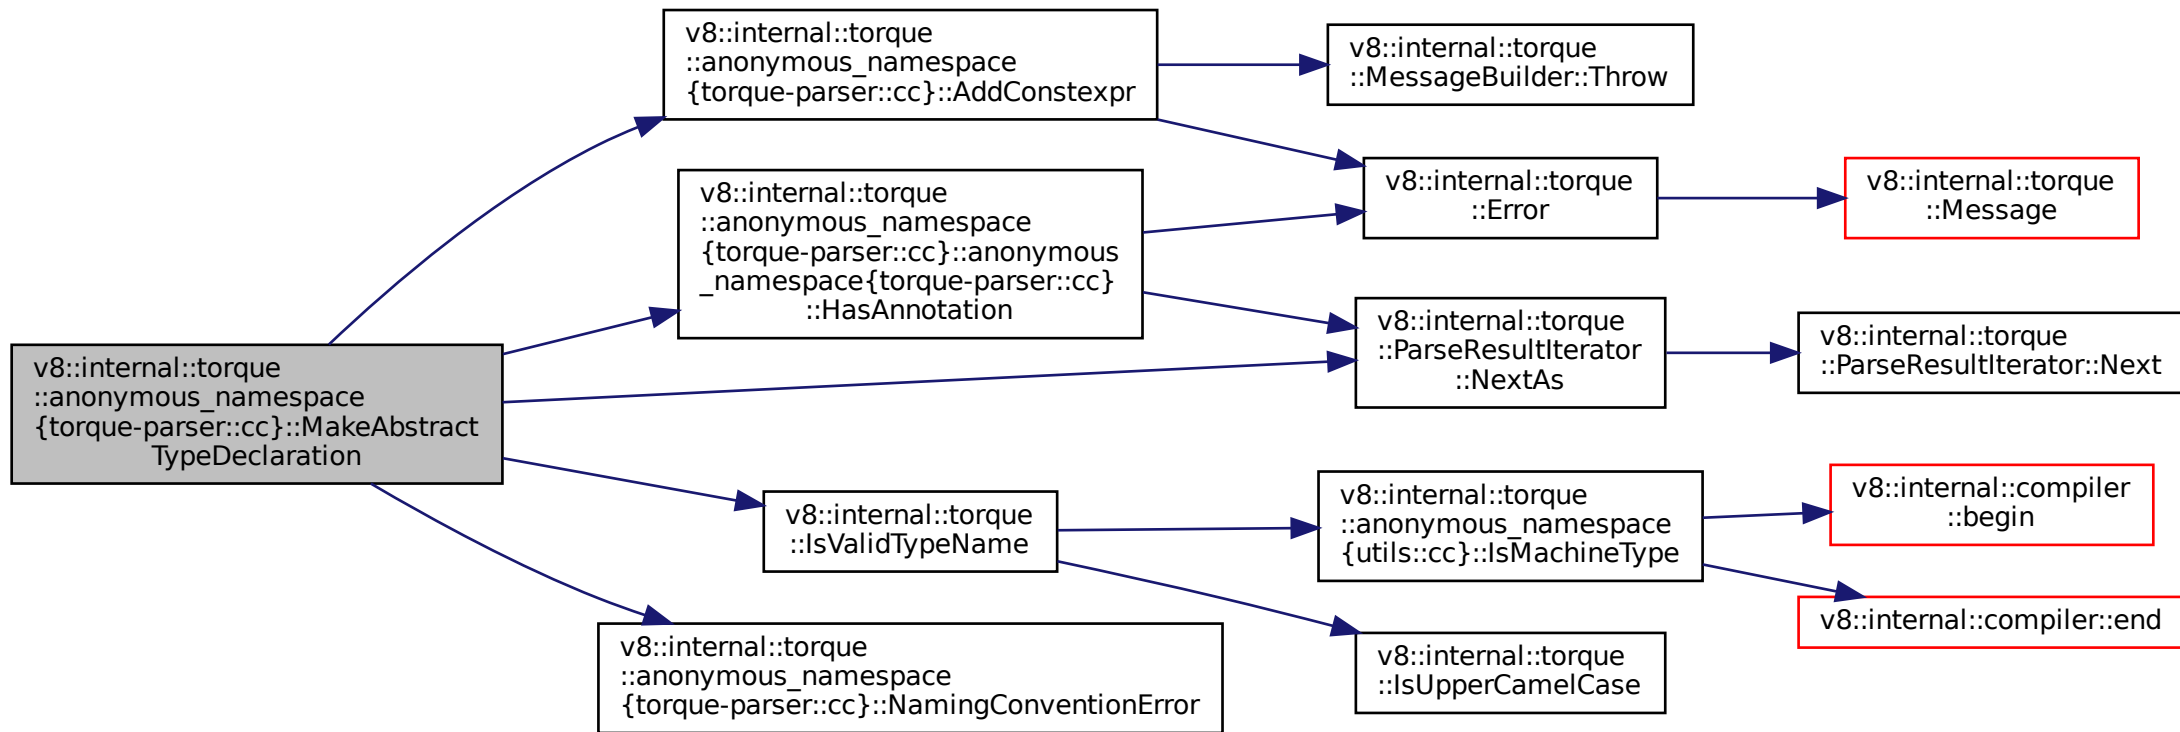 v8::internal::torque
::anonymous_namespace
{torque-parser::cc}::MakeAbstract
TypeDeclaration
v8::internal::torque
::anonymous_namespace
{torque-parser::cc}::AddConstexpr
v8::internal::torque
::MessageBuilder::Throw
v8::internal::torque
::Error
v8::internal::torque
::Message
v8::internal::torque
::anonymous_namespace
{torque-parser::cc}::anonymous
_namespace{torque-parser::cc}
::HasAnnotation
v8::internal::torque
::ParseResultIterator
::NextAs
v8::internal::torque
::ParseResultIterator::Next
v8::internal::torque
::IsValidTypeName
v8::internal::torque
::anonymous_namespace
{utils::cc}::IsMachineType
v8::internal::compiler
::begin
v8::internal::compiler::end
v8::internal::torque
::IsUpperCamelCase
v8::internal::torque
::anonymous_namespace
{torque-parser::cc}::NamingConventionError